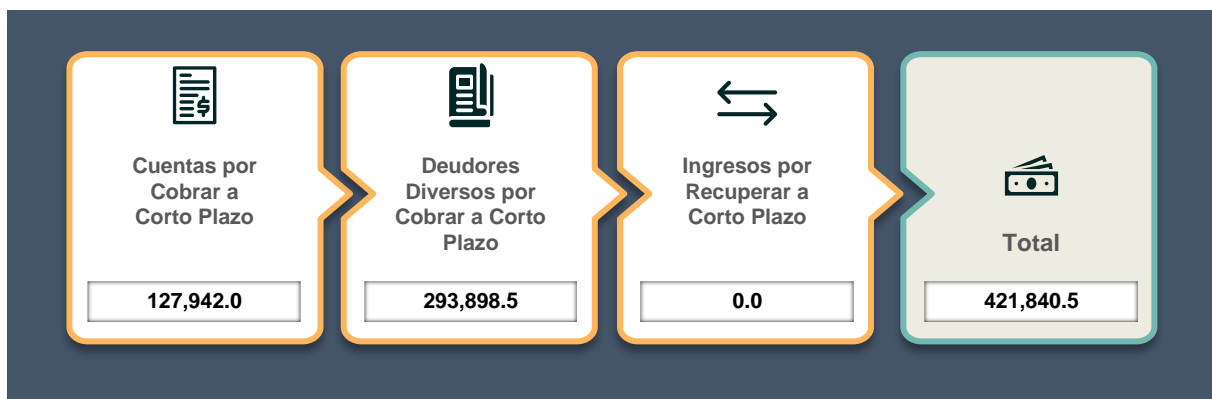 Cuentas por
Cobrar a
Corto Plazo
127,942.0
Deudores
Diversos por
Cobrar a Corto
Plazo
293,898.5
Ingresos por
Recuperar a
Corto Plazo
0.0
Total
421,840.5